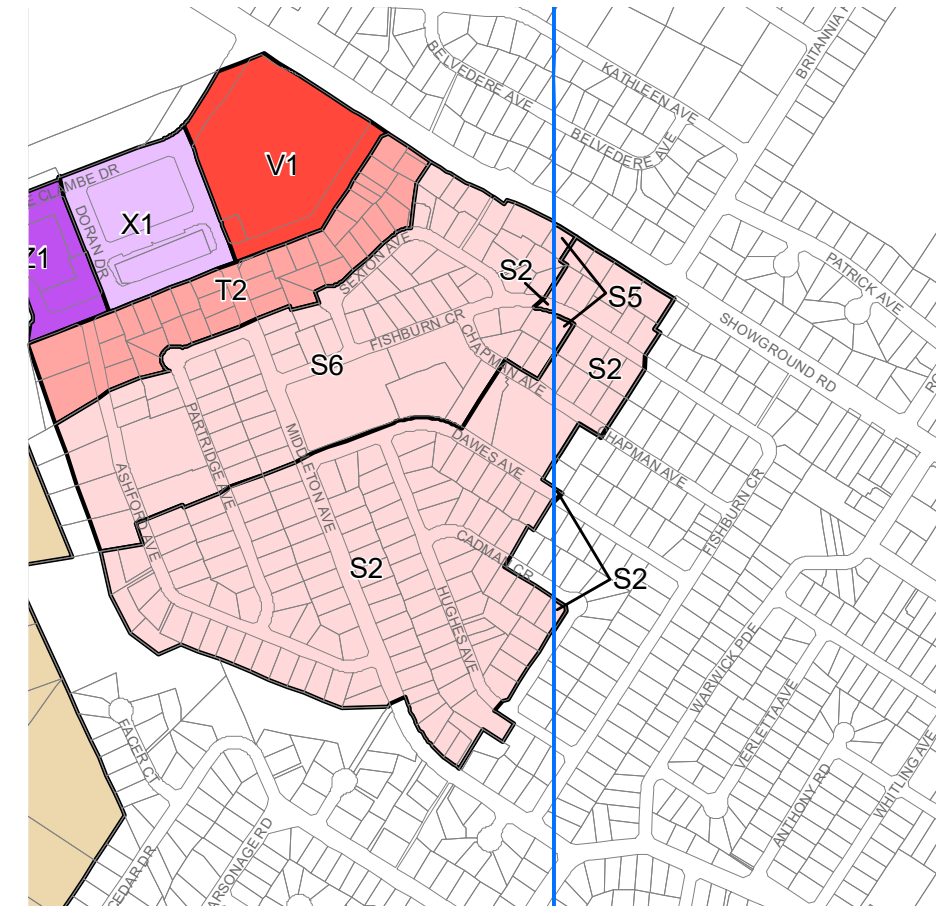 BRITANNIA
BELVEDERE AVE
KATHLEEN AVE
BELVEDERE AVE
V1
CLAMBE DR
X1
DORAN DR
Z1
T2
SEXTON AVE
S2
S5
PATRICK AVE
FISHBURN CR
SHOWGROUND RD
CHAPMAN AVE
S6
S2
PARTRIDGE AVE
MIDDLETON AVE
DAWES AVE
CHAPMAN AVE
ASHFORD AVE
FISHBURN CR
CADMAN CR
S2
S2
HUGHES AVE
WARWICK PDE
FACER CT
VERLETTA AVE
ANTHONY RD
WHITLING AVE
CEDAR DR
ARSONAGE RD